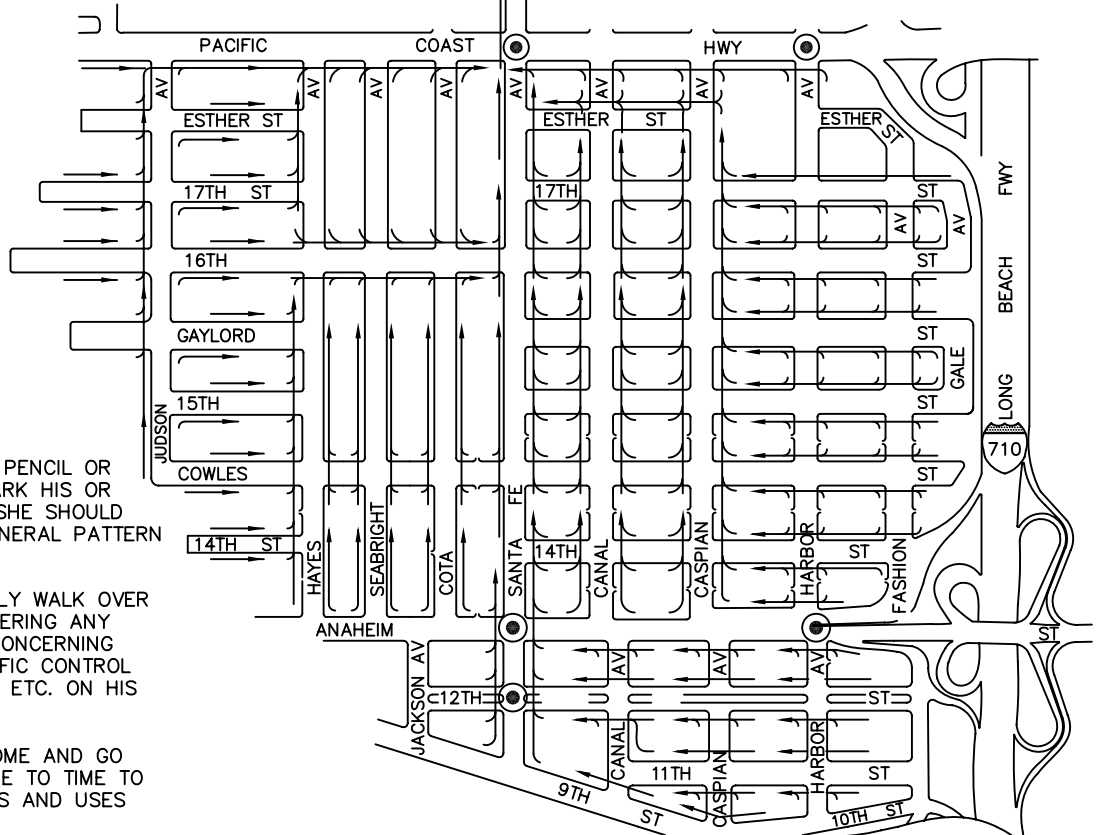 PACIFIC COAST HWY
AV AV AV AV AV AV AV AV
ESTHER ST ESTHER ST ESTHER ST
17TH ST 17TH ST
AV AV
16TH ST
GAYLORD ST
GALE
15TH ST
JUDSON
COWLES ST
LONG BEACH FWY
710
PENCIL OR
ARK HIS OR
SHE SHOULD
NERAL PATTERN
14TH ST 14TH ST
HAYES
SEABRIGHT
COTA
SANTA FE
CANAL
CASPIAN
HARBOR
FASHION
LY WALK OVER
ERING ANY
CONCERNING
FIC CONTROL
ETC. ON HIS
ANAHEIM ST
AV AV AV AV
JACKSON
12TH ST
CANAL
CASPIAN
HARBOR
OME AND GO
E TO TIME TO
S AND USES
11TH ST
9TH ST
10TH ST